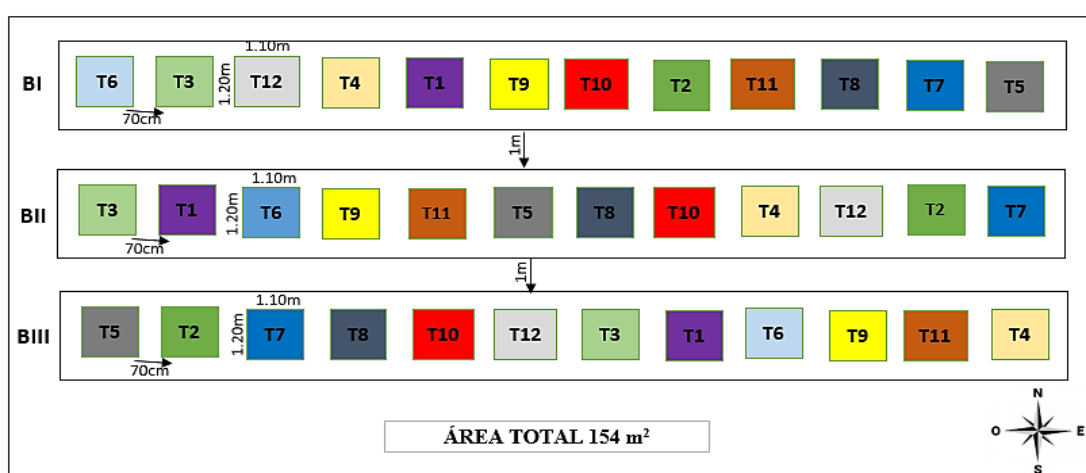 1.10m
BI T6 T3 1.20m T12 T4 T1 T9 T10 T2 T11 T8 T7 T5
70cm
1m
1.10m
BII T3 T1 1.20m T6 T9 T11 T5 T8 T10 T4 T12 T2 T7
70cm
1m
1.10m
BIII T5 T2 1.20m T7 T8 T10 T12 T3 T1 T6 T9 T11 T4
70cm
N
ÁREA TOTAL 154 m²
O E
S